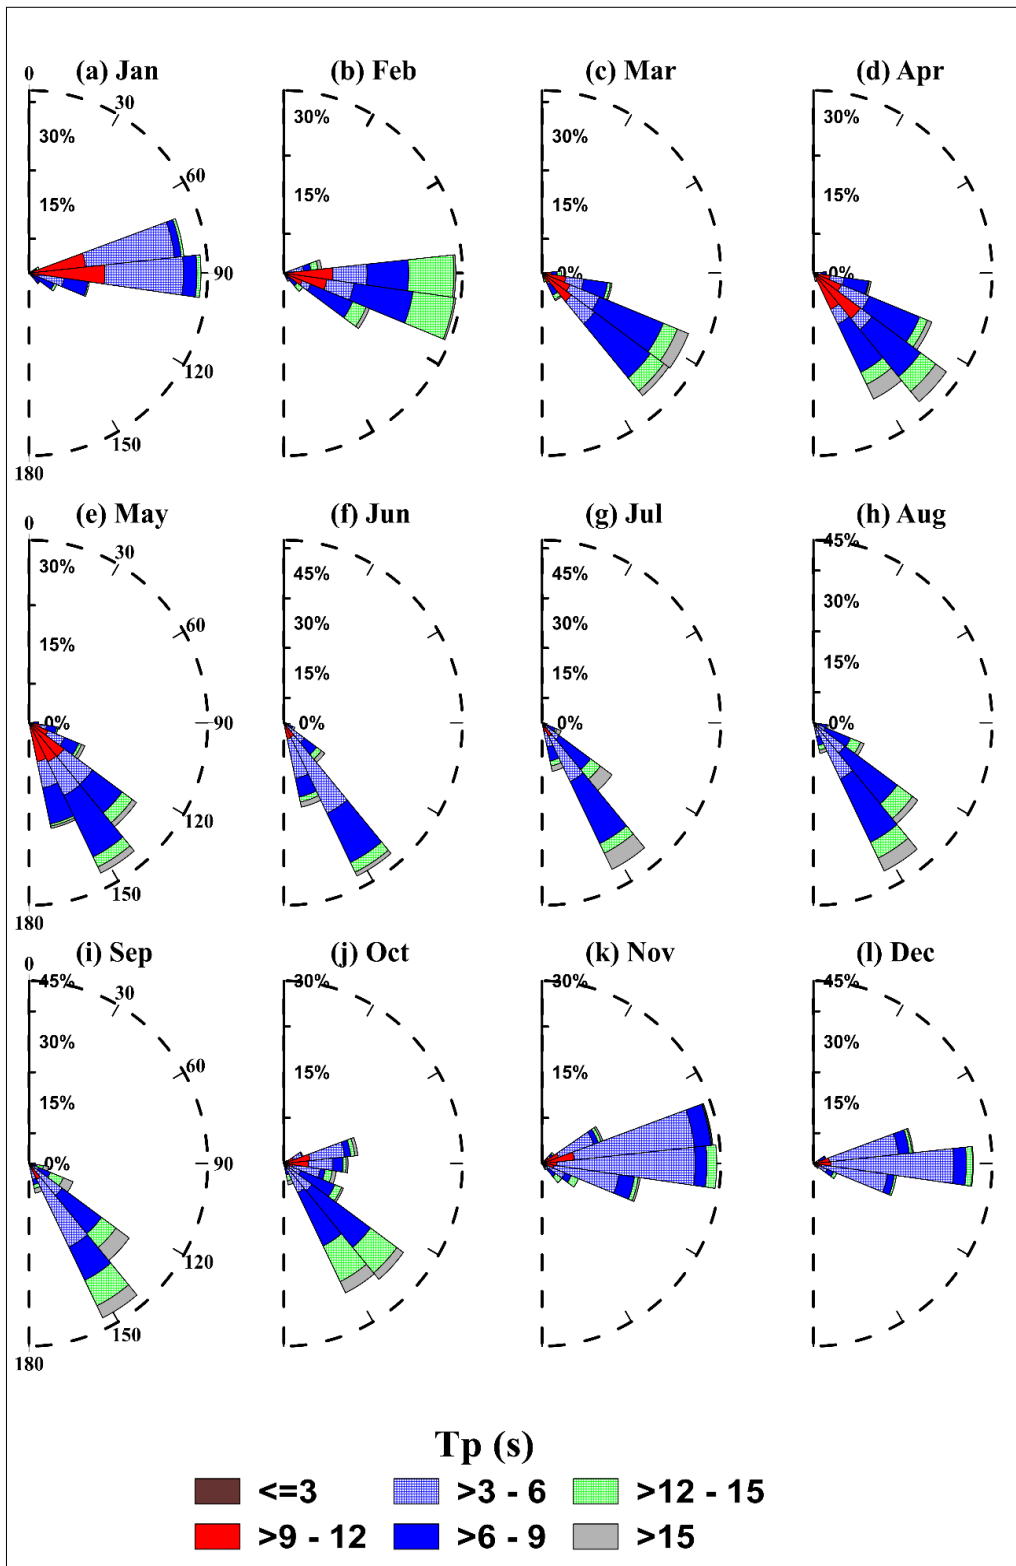 (a) Jan (b) Feb (c) Mar (d) Apr
0
30 30% 30% 30%
30%
60
15% 15% 15%
15%
90 0% 0%
120
150
180
(e) May (f) Jun (g) Jul (h) Aug
0 45%
30
30% 45% 45%
30%
60 30% 30%
15% 15%
15% 15%
0% 90 0% 0% 0%
120
150
180
(i) Sep (j) Oct (k) Nov (l) Dec
0
45% 30 30% 30% 45%
30% 30%
60 15% 15%
15% 15%
0% 90
120
150
180
Tp (s)
<=3 >3 - 6 >12 - 15
>9 - 12 >6 - 9 >15